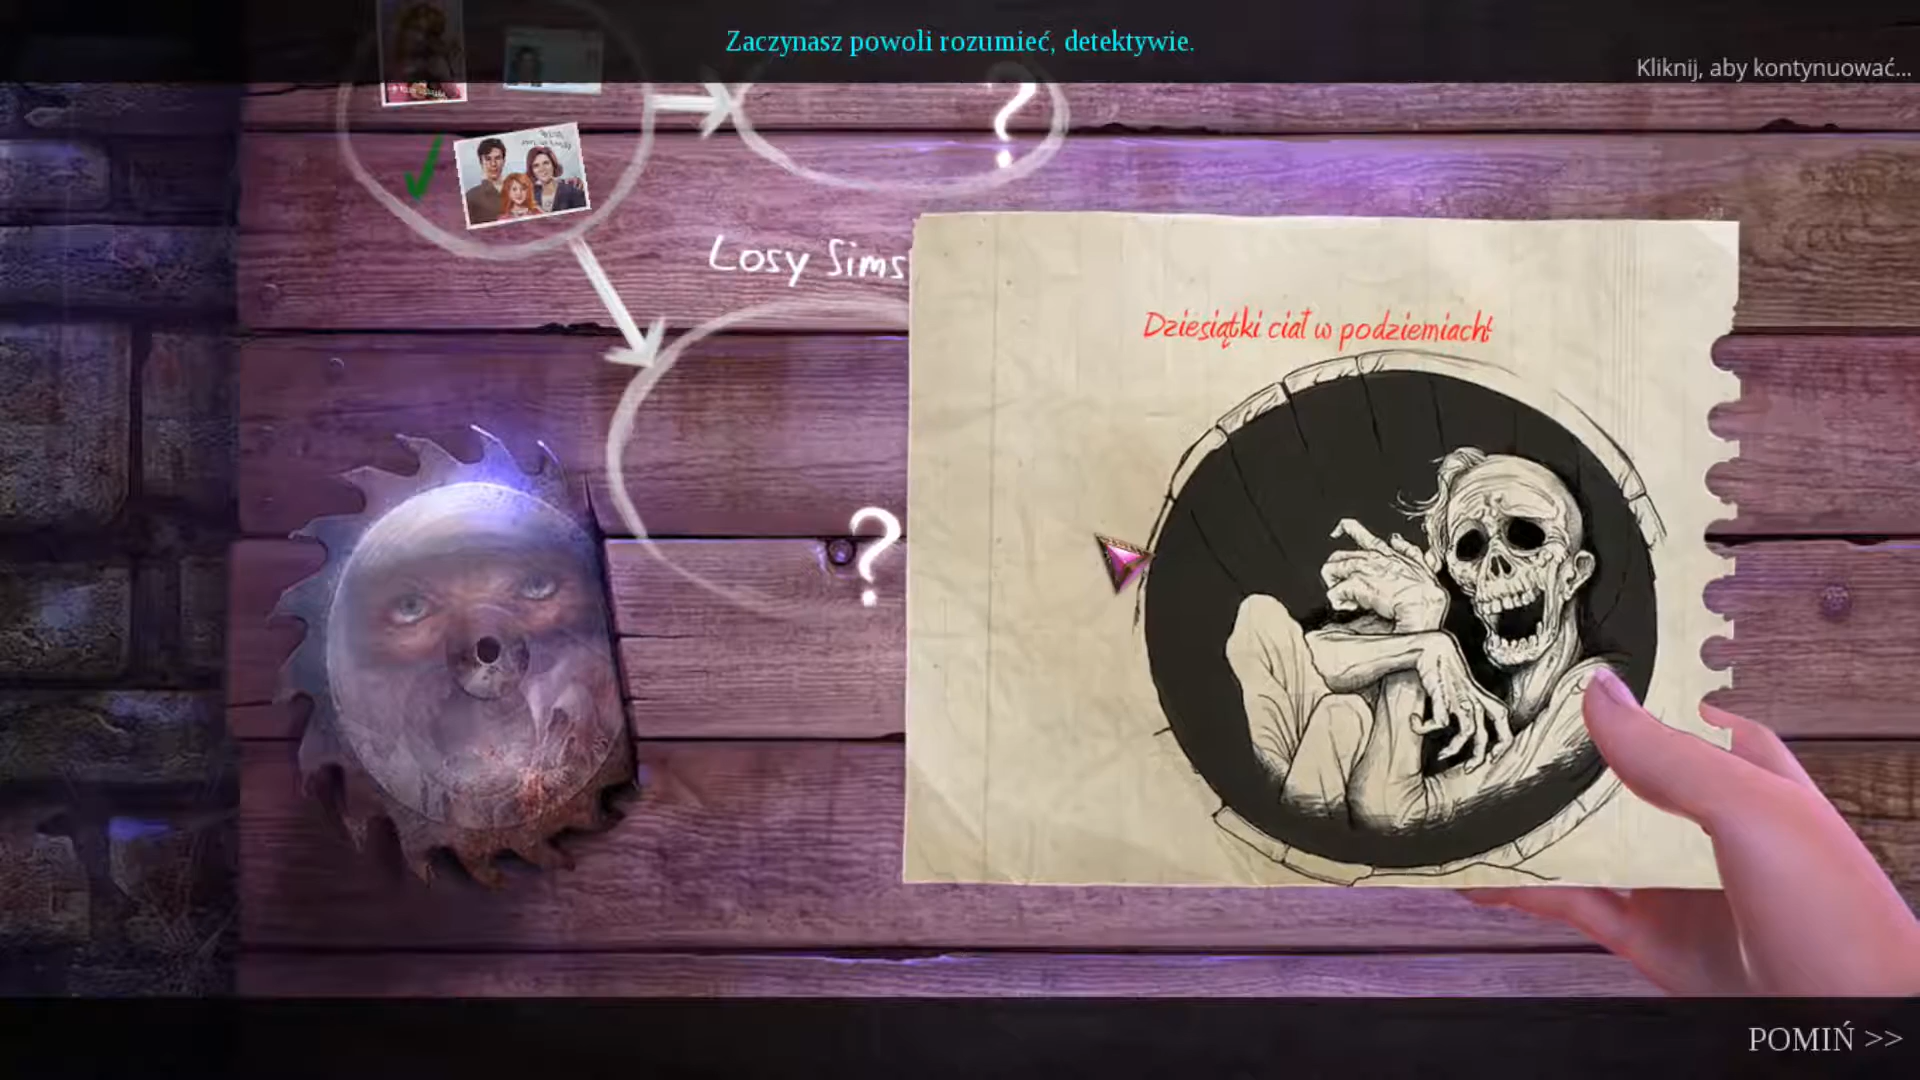 Zaczynasz powoli rozumieć, detektywie.
Kliknij, aby kontynuować...
?
Losy Sims
Dziesiątki ciał w podziemiach!
?
POMIŃ >>